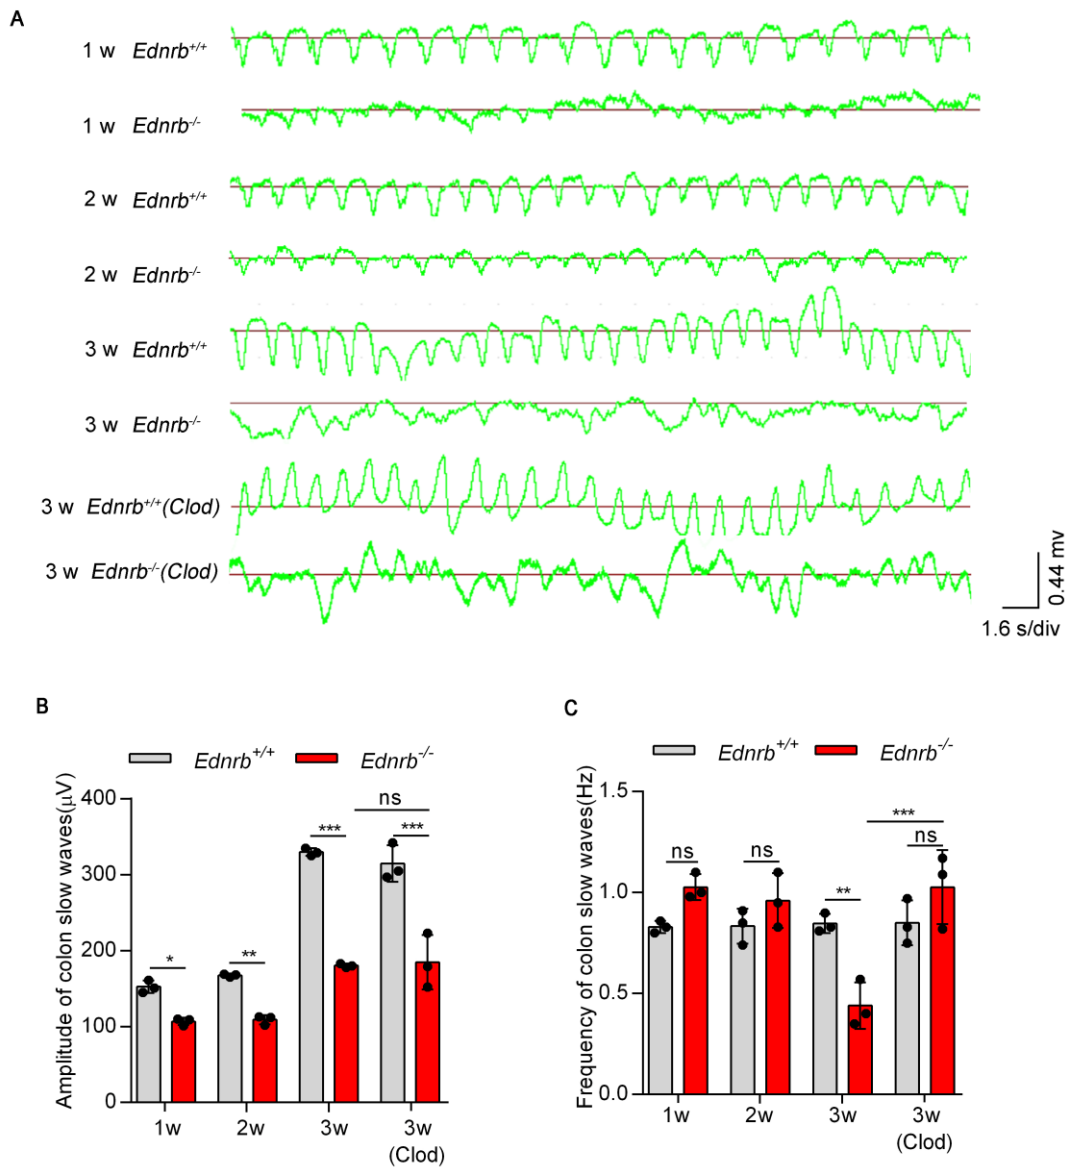 A
1 w Ednrb+/+
1 w Ednrb-/-
2 w Ednrb+/+
2 w Ednrb-/-
3 w Ednrb+/+
3 w Ednrb-/-
3 w Ednrb+/+(Clod)
3 w Ednrb-/-(Clod)
0.44 mv
1.6 s/div
B
Ednrb+/+ Ednrb-/-
Amplitude of colon slow waves(μV)
400
300
200
100
0
* ** *** *** ns
1w 2w 3w 3w
(Clod)
C
Ednrb+/+ Ednrb-/-
Frequency of colon slow waves(Hz)
1.5
1.0
0.5
0.0
ns ns ** *** ns
1w 2w 3w 3w
(Clod)